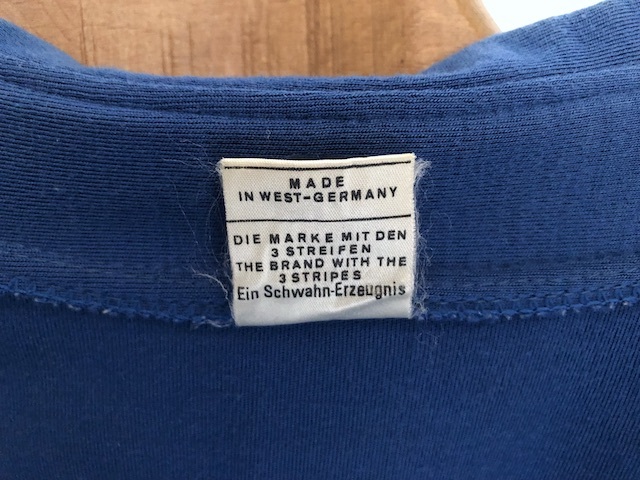 MADE
IN WEST-GERMANY
DIE MARKE MIT DEN
3 STREIFEN
THE BRAND WITH THE
3 STRIPES
Ein Schwahn-Erzeugnis